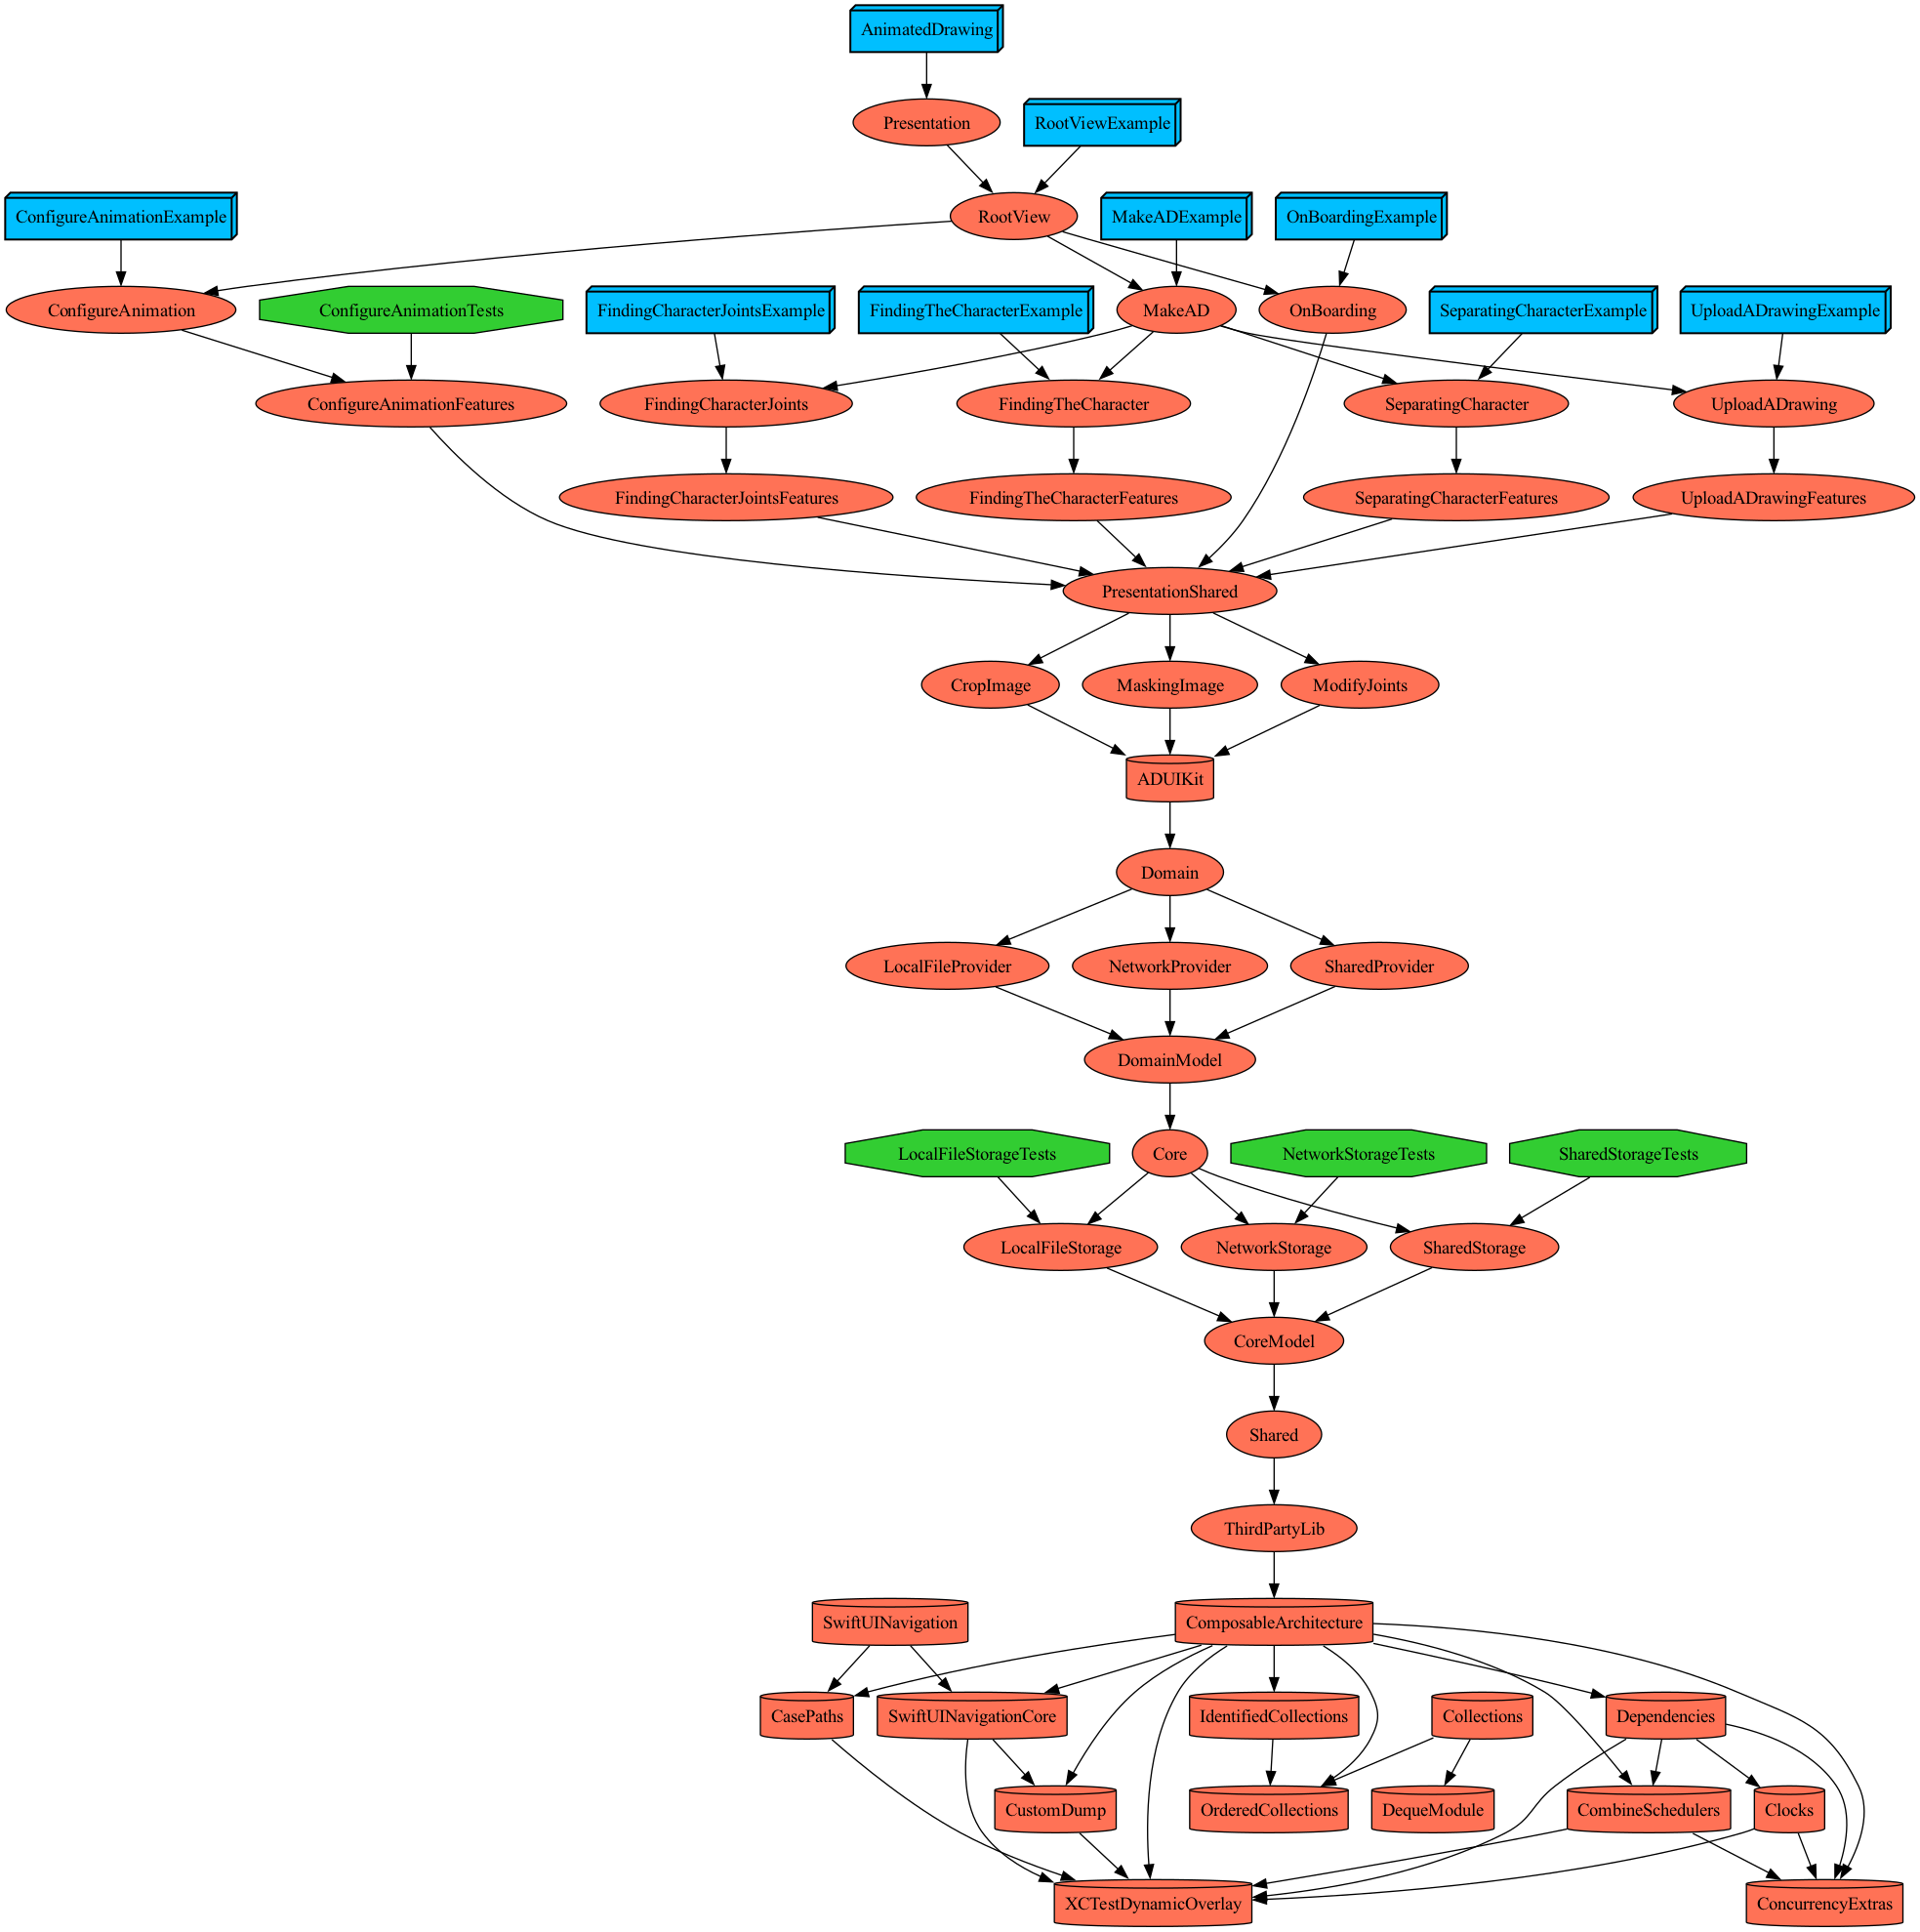 AnimatedDrawing
Presentation
RootViewExample
ConfigureAnimationExample
RootView
MakeADExample
OnBoardingExample
ConfigureAnimation
ConfigureAnimationTests
FindingCharacterJointsExample
FindingTheCharacterExample
MakeAD
OnBoarding
SeparatingCharacterExample
UploadADrawingExample
ConfigureAnimationFeatures
FindingCharacterJoints
FindingTheCharacter
SeparatingCharacter
UploadADrawing
FindingCharacterJointsFeatures
FindingTheCharacterFeatures
SeparatingCharacterFeatures
UploadADrawingFeatures
PresentationShared
CropImage
MaskingImage
ModifyJoints
ADUIKit
Domain
LocalFileProvider
NetworkProvider
SharedProvider
DomainModel
LocalFileStorageTests
Core
NetworkStorageTests
SharedStorageTests
LocalFileStorage
NetworkStorage
SharedStorage
CoreModel
Shared
ThirdPartyLib
SwiftUINavigation
ComposableArchitecture
CasePaths
SwiftUINavigationCore
IdentifiedCollections
Collections
Dependencies
CustomDump
OrderedCollections
DequeModule
CombineSchedulers
Clocks
XCTestDynamicOverlay
ConcurrencyExtras